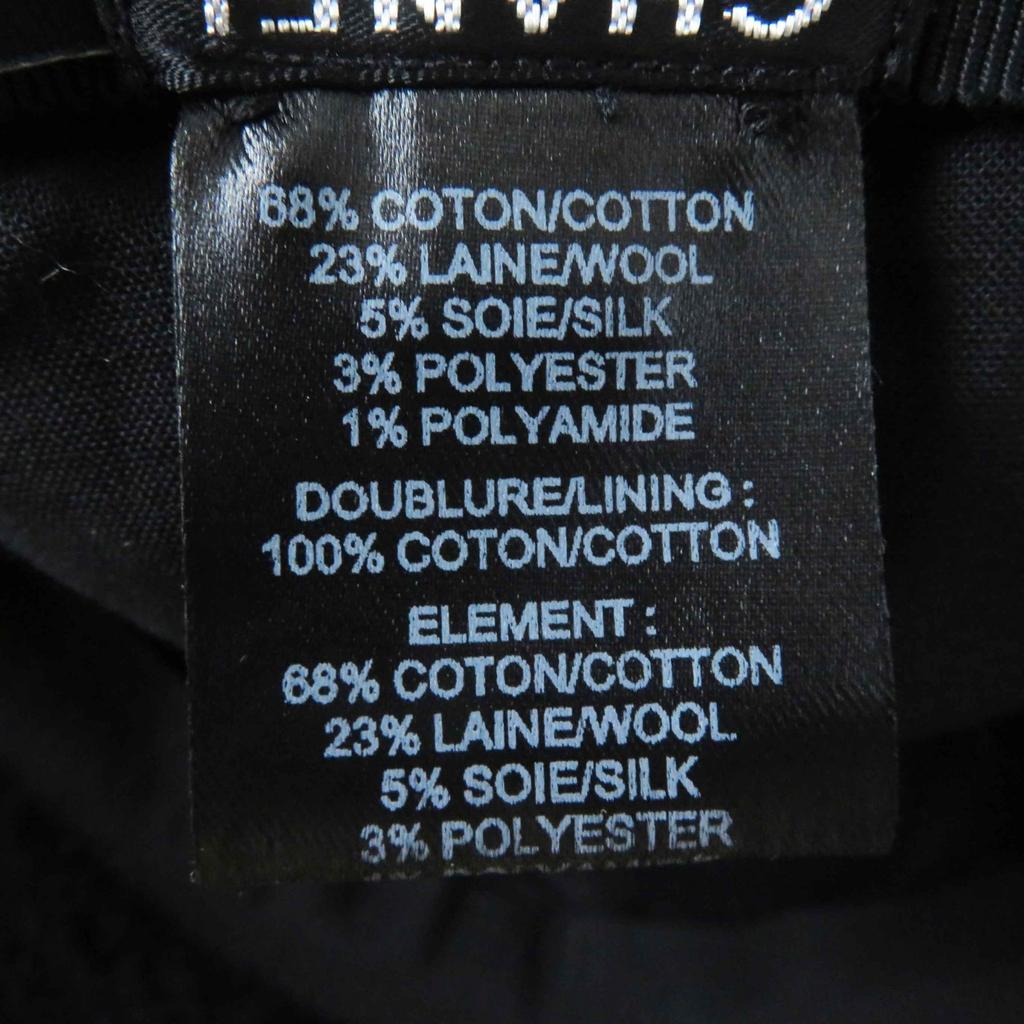 CHANEL
68% COTON/COTTON
23% LAINE/WOOL
5% SOIE/SILK
3% POLYESTER
1% POLYAMIDE
DOUBLURE/LINING :
100% COTON/COTTON
ELEMENT :
68% COTON/COTTON
23% LAINE/WOOL
5% SOIE/SILK
3% POLYESTER